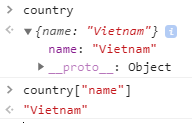 > country
< ▼ {name: "Vietnam"} i
name: "Vietnam"
▶ __proto__: Object
> country["name"]
< "Vietnam"